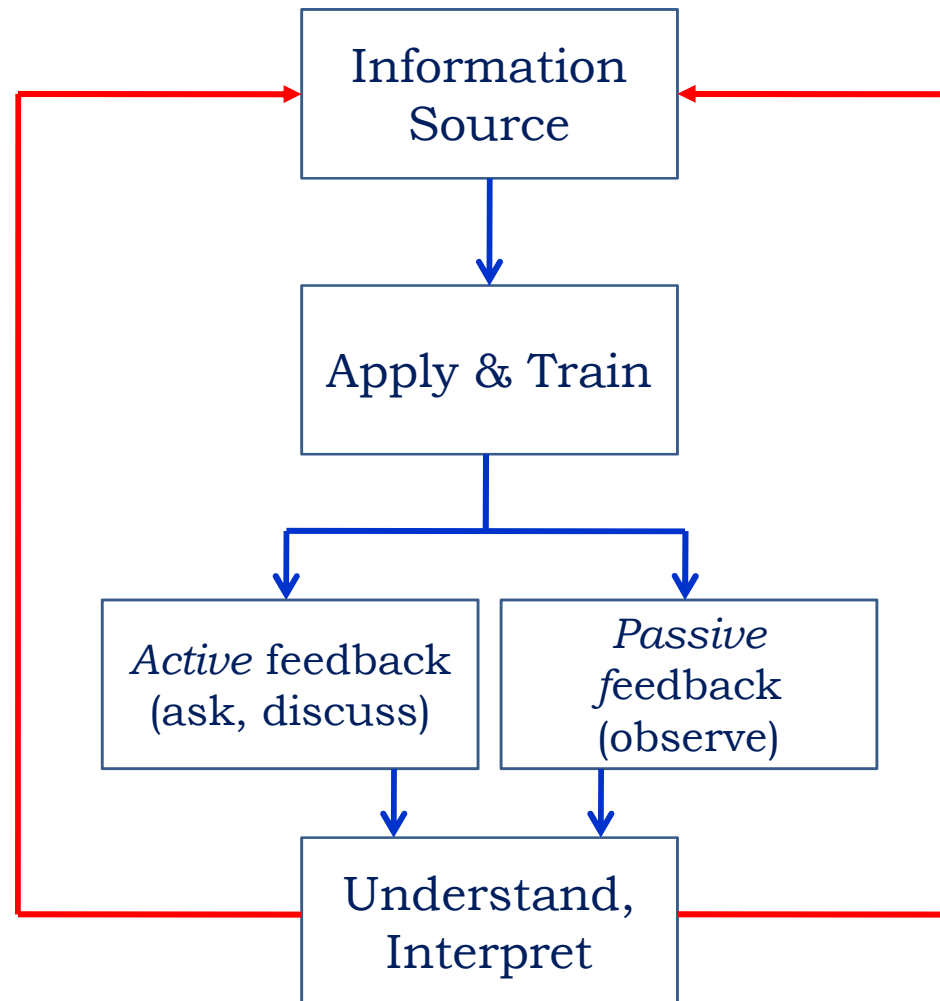 Information
Source
Apply & Train
Active feedback
(ask, discuss)
Passive
feedback
(observe)
Understand,
Interpret